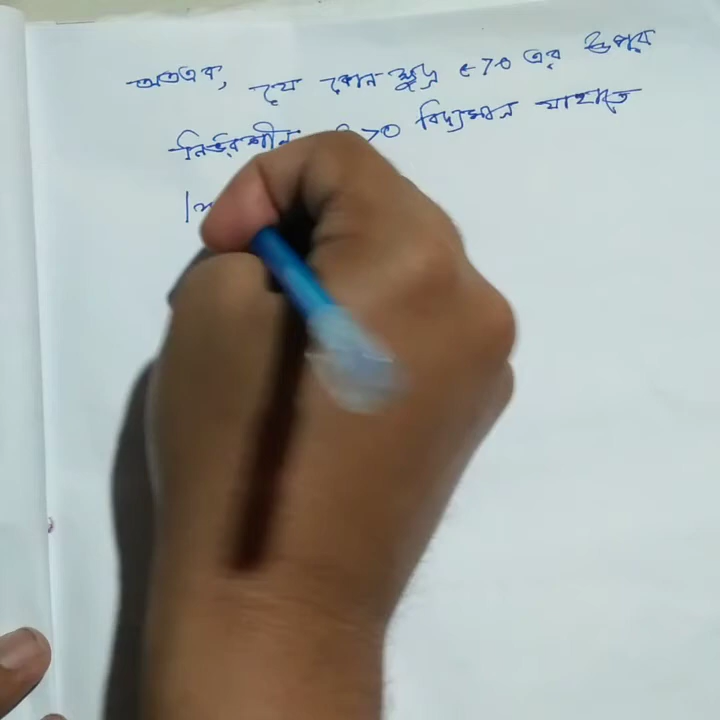 অতএব, যে কোন ক্ষুদ্র ϵ>0 এর উপর
নির্ভরশীল >0 বিদ্যমান যাহাতে